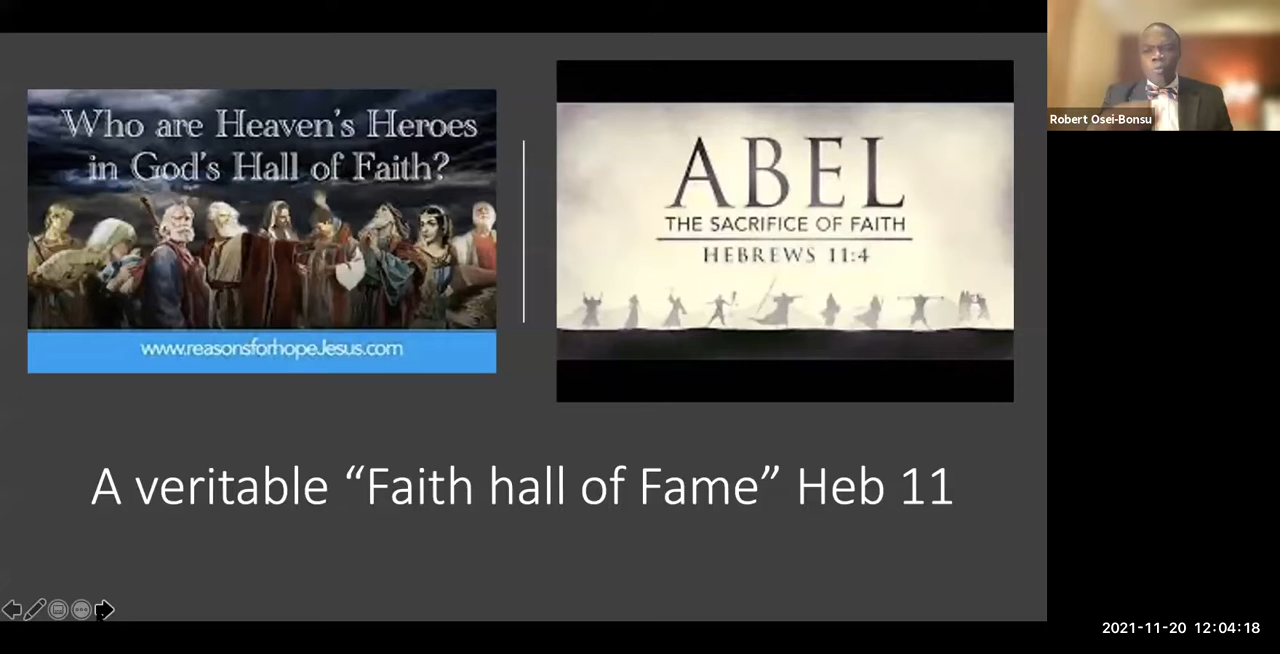 Who are Heaven's Heroes
in God's Hall of Faith?
www.reasonsforhopeJesus.com
ABEL
THE SACRIFICE OF FAITH
HEBREWS 11:4
A veritable “Faith hall of Fame” Heb 11
Robert Osei-Bonsu
2021-11-20 12:04:18